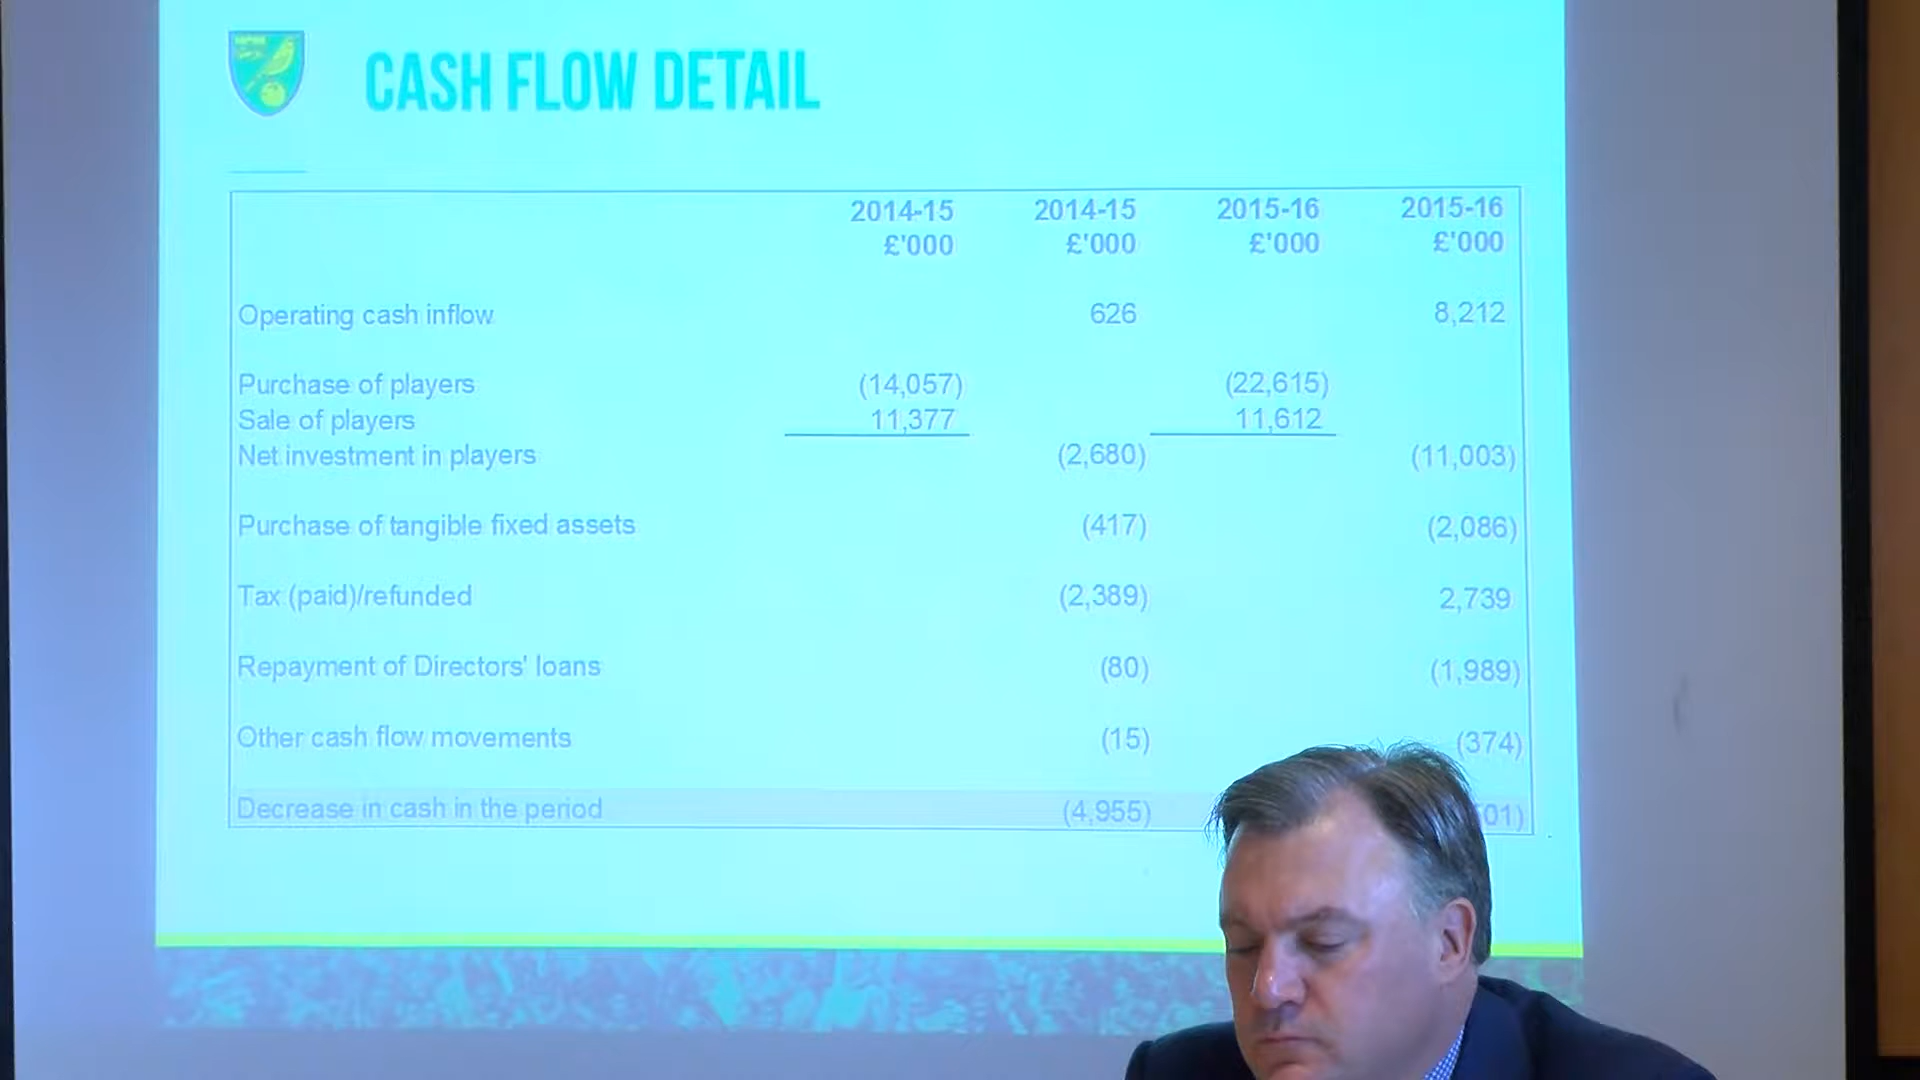 CASH FLOW DETAIL
2014-15 2014-15 2015-16 2015-16
£'000 £'000 £'000 £'000
Operating cash inflow 626 8,212
Purchase of players (14,057) (22,615)
Sale of players 11,377 11,612
Net investment in players (2,680) (11,003)
Purchase of tangible fixed assets (417) (2,086)
Tax (paid)/refunded (2,389) 2,739
Repayment of Directors' loans (80) (1,989)
Other cash flow movements (15) (374)
Decrease in cash in the period (4,955) 01)